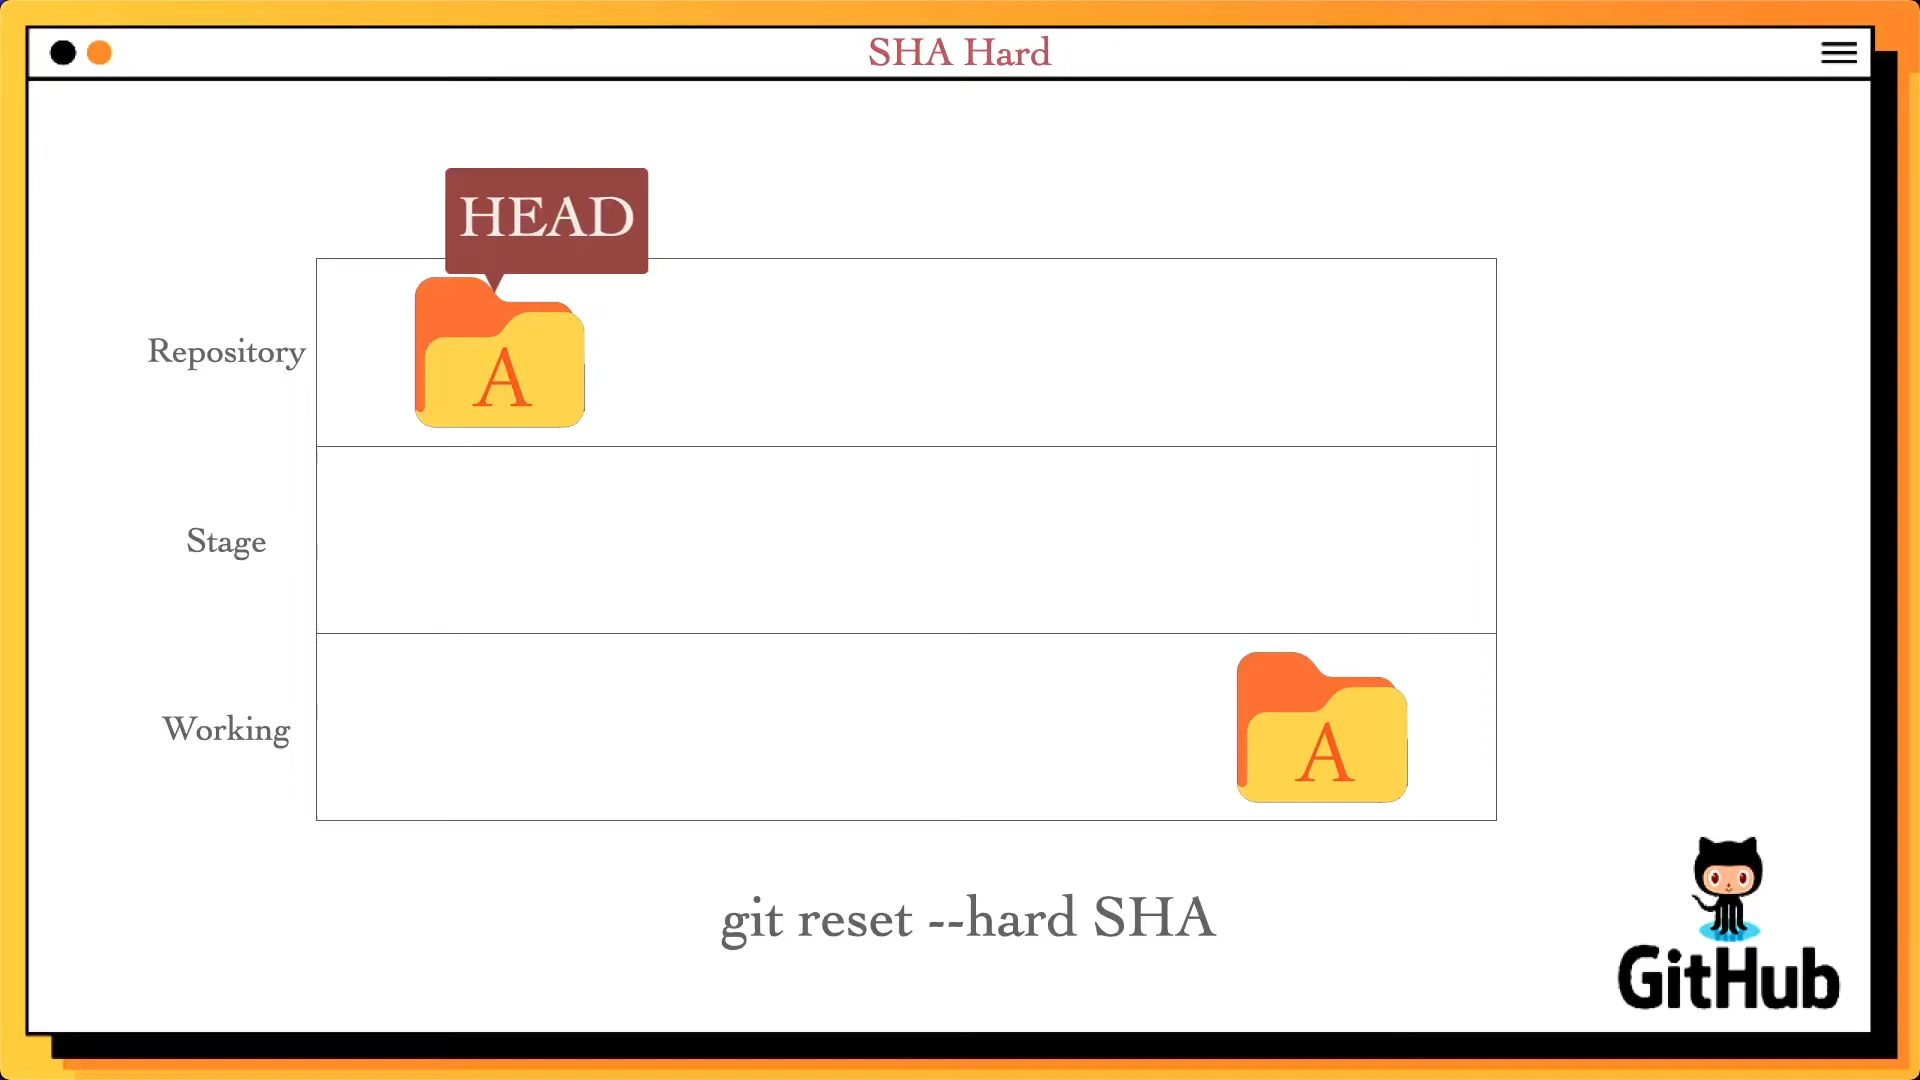 SHA Hard
HEAD
Repository
A
Stage
Working
A
git reset --hard SHA
GitHub